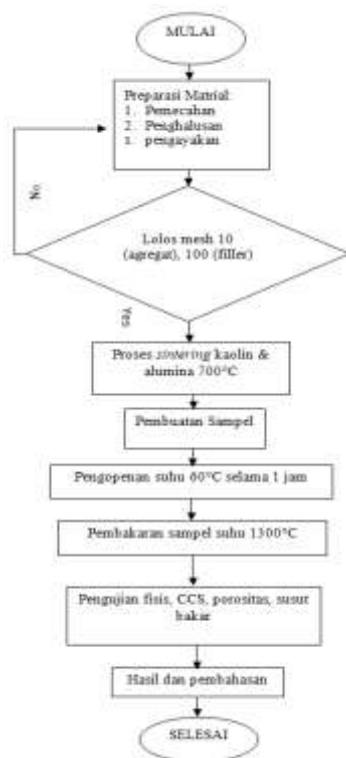 MULAI
Preparasi Matrial:
1. Pemecahan
2. Penghalusan
3. pengayakan
No
Lolos mesh 10
(agregat), 100 (filler)
Yes
Proses sintering kaolin &
alumina 700°C
Pembuatan Sampel
Pengopenan suhu 60°C selama 1 jam
Pembakaran sampel suhu 1300°C
Pengujian fisis, CCS, porositas, susut
bakar
Hasil dan pembahasan
SELESAI